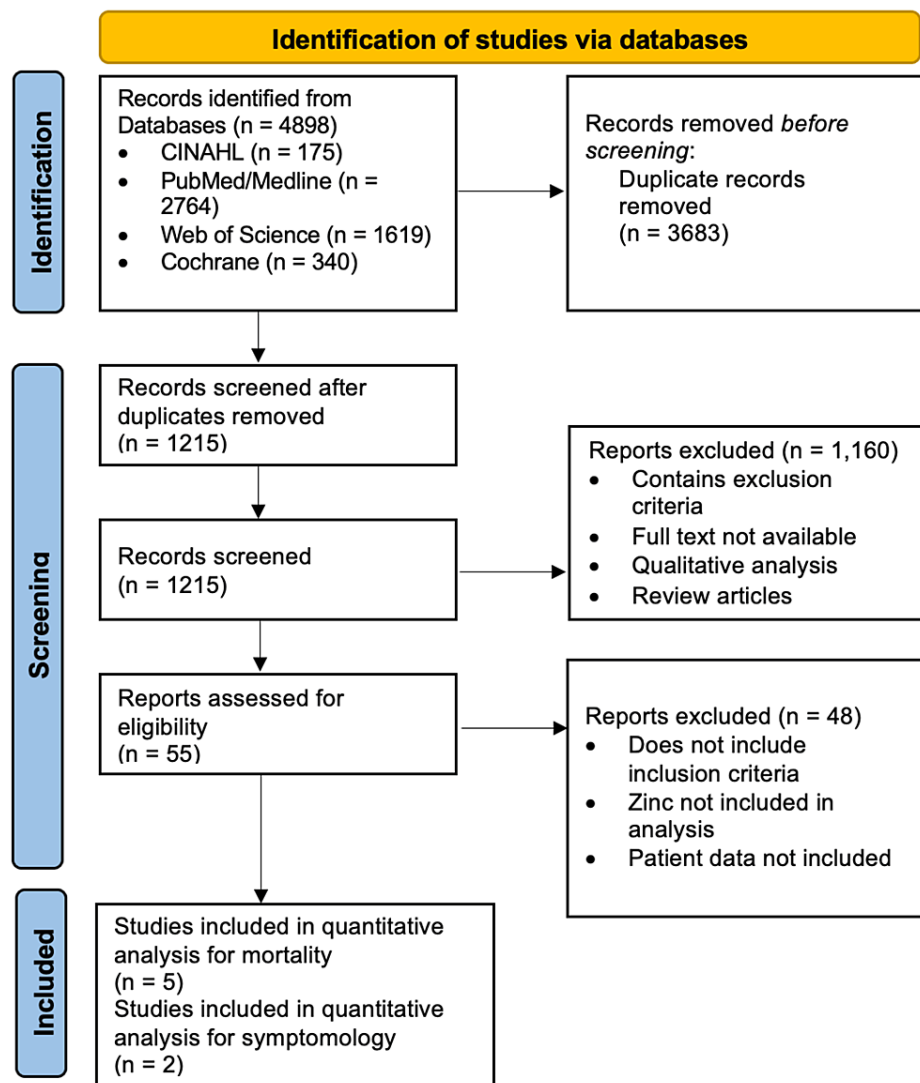 Identification of studies via databases
Identification
Records identified from
Databases (n = 4898)
• CINAHL (n = 175)
• PubMed/Medline (n =
2764)
• Web of Science (n = 1619)
• Cochrane (n = 340)
Records removed before
screening:
Duplicate records
removed
(n = 3683)
Screening
Records screened after
duplicates removed
(n = 1215)
Records screened
(n = 1215)
Reports excluded (n = 1,160)
• Contains exclusion
criteria
• Full text not available
• Qualitative analysis
• Review articles
Reports assessed for
eligibility
(n = 55)
Reports excluded (n = 48)
• Does not include
inclusion criteria
• Zinc not included in
analysis
• Patient data not included
Included
Studies included in quantitative
analysis for mortality
(n = 5)
Studies included in quantitative
analysis for symptomology
(n = 2)